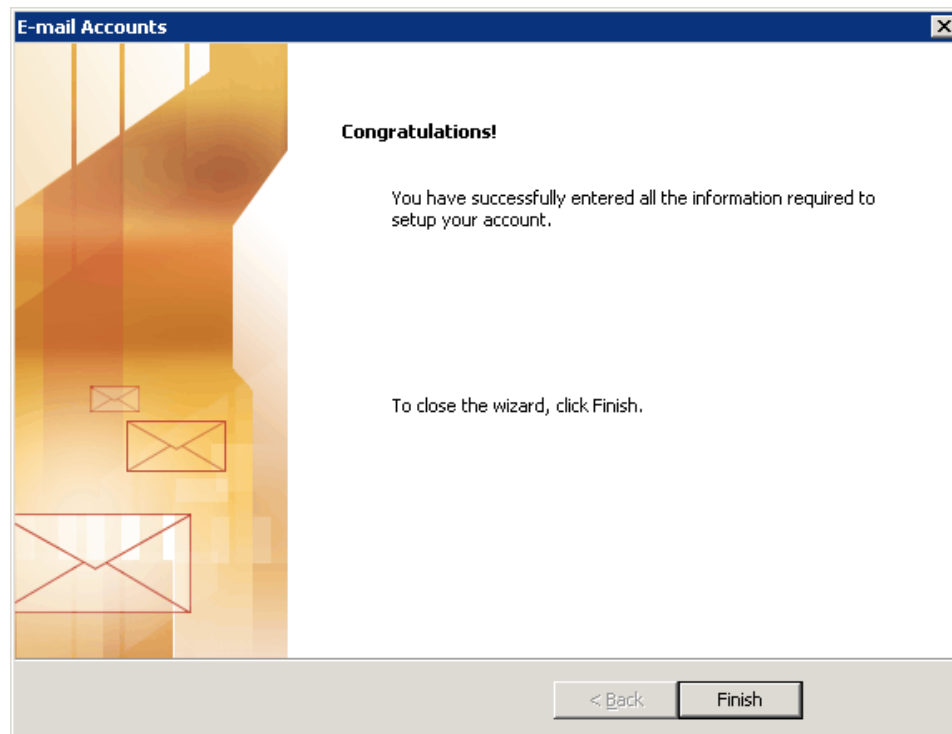 E-mail Accounts
Congratulations!
You have successfully entered all the information required to
setup your account.
To close the wizard, click Finish.
< Back
Finish